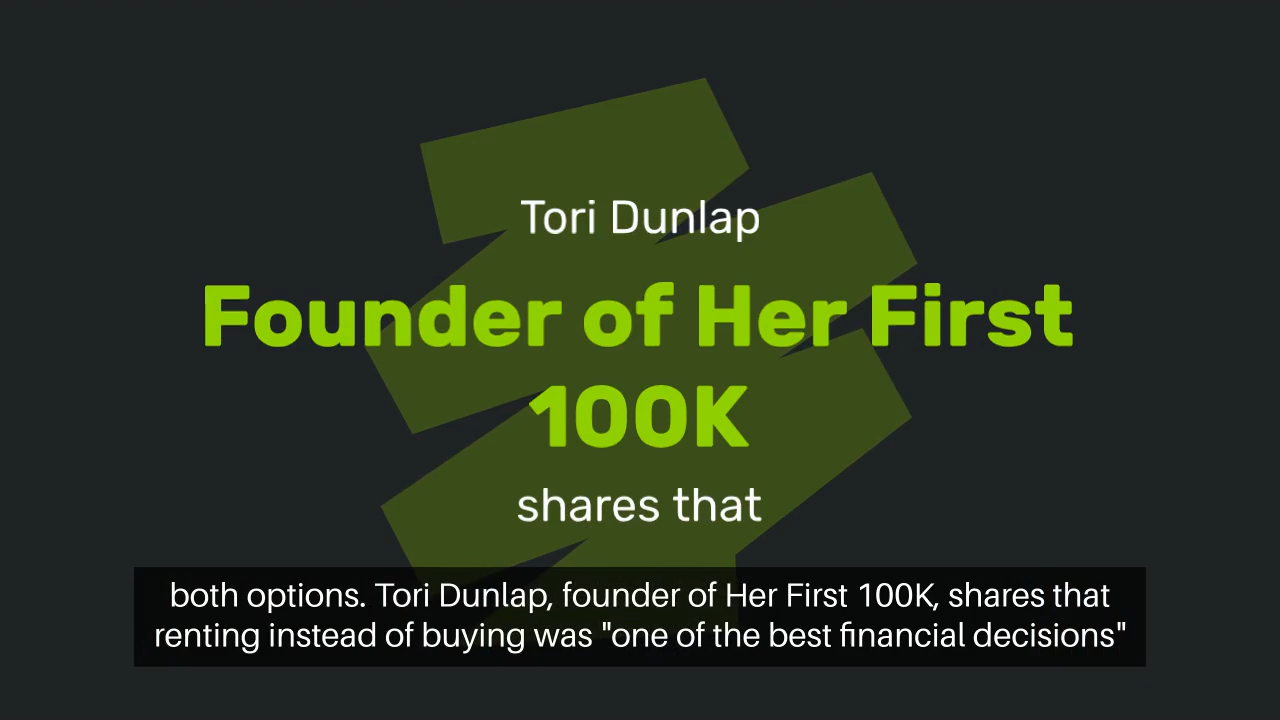 Tori Dunlap
Founder of Her First
100K
shares that
both options. Tori Dunlap, founder of Her First 100K, shares that
renting instead of buying was "one of the best financial decisions"